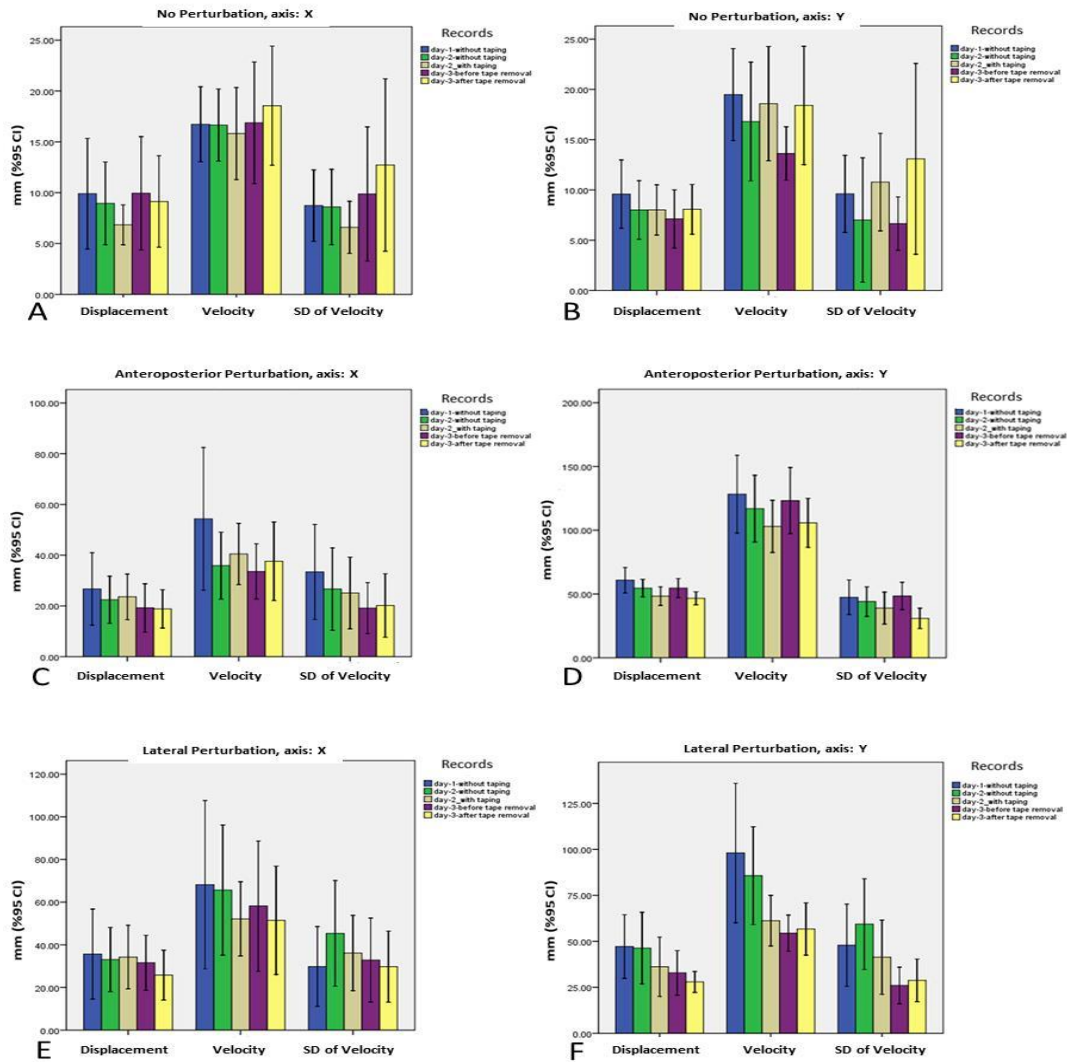 No Perturbation, axis: X
Records
day-1-without taping
day-2-without taping
day-2_with taping
day-3-before tape removal
day-3-after tape removal
mm (%95 CI)
25.00
20.00
15.00
10.00
5.00
0.00
A
Displacement
Velocity
SD of Velocity
No Perturbation, axis: Y
Records
day-1-without taping
day-2-without taping
day-2_with taping
day-3-before tape removal
day-3-after tape removal
mm (%95 CI)
25.00
20.00
15.00
10.00
5.00
0.00
B
Displacement
Velocity
SD of Velocity
Anteroposterior Perturbation, axis: X
Records
day-1-without taping
day-2-without taping
day-2_with taping
day-3-before tape removal
day-3-after tape removal
mm (%95 CI)
100.00
80.00
60.00
40.00
20.00
0.00
C
Displacement
Velocity
SD of Velocity
Anteroposterior Perturbation, axis: Y
Records
day-1-without taping
day-2-without taping
day-2_with taping
day-3-before tape removal
day-3-after tape removal
mm (%95 CI)
200.00
150.00
100.00
50.00
0.00
D
Displacement
Velocity
SD of Velocity
Lateral Perturbation, axis: X
Records
day-1-without taping
day-2-without taping
day-2_with taping
day-3-before tape removal
day-3-after tape removal
mm (%95 CI)
120.00
100.00
80.00
60.00
40.00
20.00
0.00
E
Displacement
Velocity
SD of Velocity
Lateral Perturbation, axis: Y
Records
day-1-without taping
day-2-without taping
day-2_with taping
day-3-before tape removal
day-3-after tape removal
mm (%95 CI)
125.00
100.00
75.00
50.00
25.00
0.00
F
Displacement
Velocity
SD of Velocity